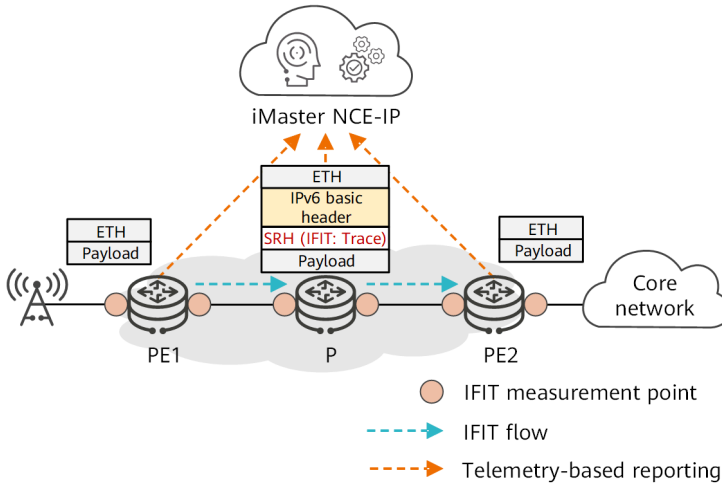 iMaster NCE-IP
ETH
IPv6 basic
header
SRH (IFIT: Trace)
Payload
ETH
Payload
ETH
Payload
Core
network
PE1
P
PE2
IFIT measurement point
IFIT flow
Telemetry-based reporting